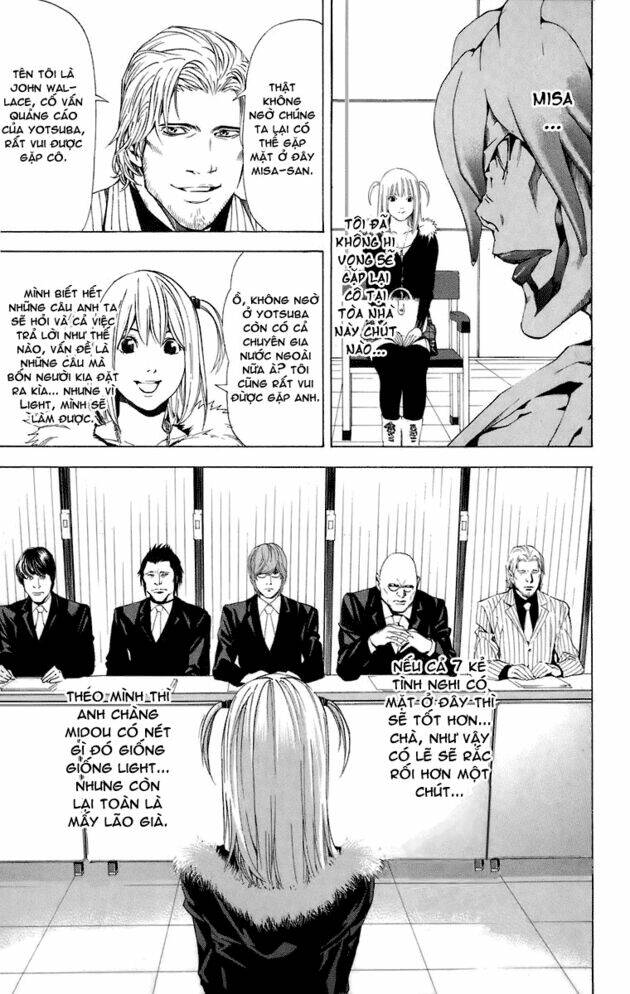 MISA
...
TÔI ĐÃ
KHÔNG HI
VỌNG SẼ
GẶP LẠI
CÔ TẠI
TÒA NHÀ
NÀY CHÚT
NÀO...
THẬT
KHÔNG
NGỜ CHÚNG
TA LẠI CÓ
THỂ GẶP
MẶT Ở ĐÂY
MISA-SAN.
TÊN TÔI LÀ
JOHN WAL-
LACE, CỐ VẤN
QUẢNG CÁO
CỦA YOTSUBA,
RẤT VUI ĐƯỢC
GẶP CÔ.
Ồ, KHÔNG NGỜ
Ở YOTSUBA
CÒN CÓ CẢ
CHUYÊN GIA
NƯỚC NGOÀI
NỮA À? TÔI
CŨNG RẤT VUI
ĐƯỢC GẶP ANH.
MÌNH BIẾT HẾT
NHỮNG CÂU ANH TA
SẼ HỎI VÀ CẢ VIỆC
TRẢ LỜI NHƯ THẾ
NÀO, VẤN ĐỀ LÀ
NHỮNG CÂU MÀ
BỐN NGƯỜI KIA ĐẶT
RA KÌA... NHƯNG VÌ
LIGHT, MÌNH SẼ
LÀM ĐƯỢC.
NẾU CẢ 7 KẺ
TÌNH NGHI CÓ
MẶT Ở ĐÂY THÌ
SẼ TỐT HƠN...
CHÀ, NHƯ VẬY
CÓ LẼ SẼ RẮC
RỐI HƠN MỘT
CHÚT...
THEO MÌNH THÌ
ANH CHÀNG
MIDOU CÓ NÉT
GÌ ĐÓ GIỐNG
GIỐNG LIGHT...
NHƯNG CÒN
LẠI TOÀN LÀ
MẤY LÃO GIÀ.